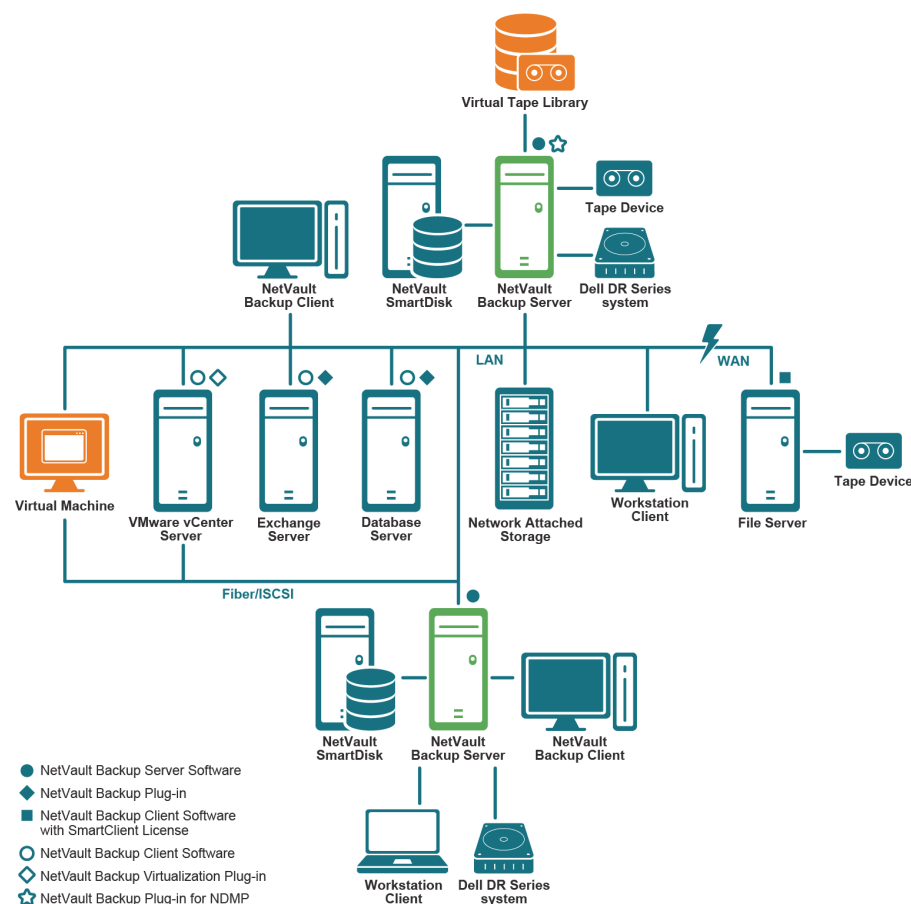 Virtual Tape Library
Tape Device
NetVault
Backup Client
NetVault
SmartDisk
NetVault
Backup Server
Dell DR Series
system
LAN
WAN
Virtual Machine
VMware vCenter
Server
Exchange
Server
Database
Server
Network Attached
Storage
Workstation
Client
File Server
Tape Device
Fiber/ISCSI
NetVault
SmartDisk
NetVault
Backup Server
NetVault
Backup Client
Workstation
Client
Dell DR Series
system
NetVault Backup Server Software
NetVault Backup Plug-in
NetVault Backup Client Software
with SmartClient License
NetVault Backup Client Software
NetVault Backup Virtualization Plug-in
NetVault Backup Plug-in for NDMP